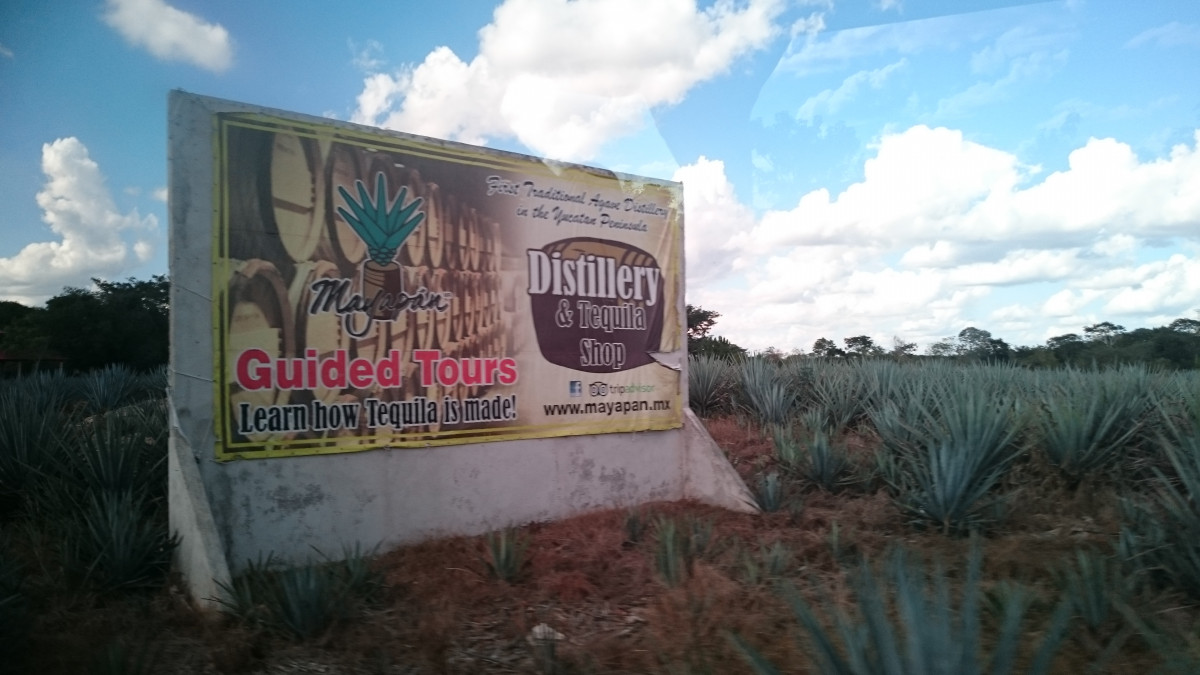 First Traditional Agave Distillery
in the Yucatan Peninsula
Mayapán
Distillery
& Tequila
Shop
Guided Tours
Learn how Tequila is made!
f tripadvisor
www.mayapan.mx